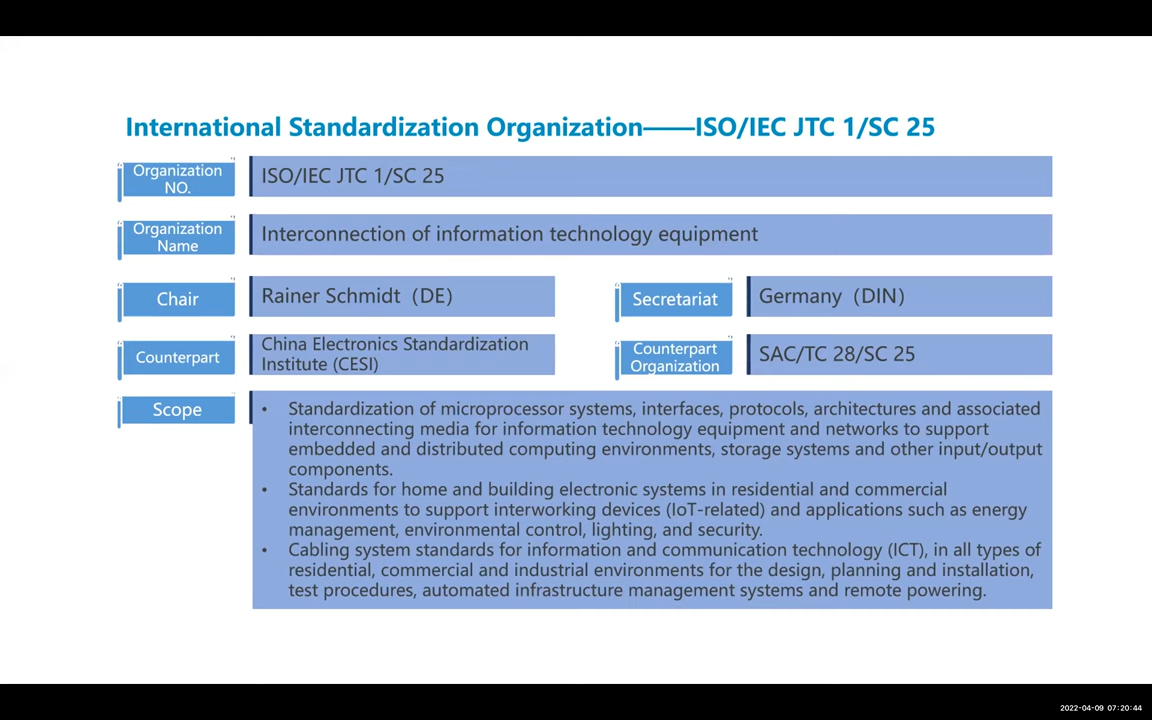 International Standardization Organization——ISO/IEC JTC 1/SC 25
Organization
NO.
ISO/IEC JTC 1/SC 25
Organization
Name
Interconnection of information technology equipment
Chair
Rainer Schmidt（DE）
Secretariat
Germany（DIN）
Counterpart
China Electronics Standardization
Institute (CESI)
Counterpart
Organization
SAC/TC 28/SC 25
Scope
• Standardization of microprocessor systems, interfaces, protocols, architectures and associated
interconnecting media for information technology equipment and networks to support
embedded and distributed computing environments, storage systems and other input/output
components.
• Standards for home and building electronic systems in residential and commercial
environments to support interworking devices (IoT-related) and applications such as energy
management, environmental control, lighting, and security.
• Cabling system standards for information and communication technology (ICT), in all types of
residential, commercial and industrial environments for the design, planning and installation,
test procedures, automated infrastructure management systems and remote powering.
2022-04-09 07:20:44